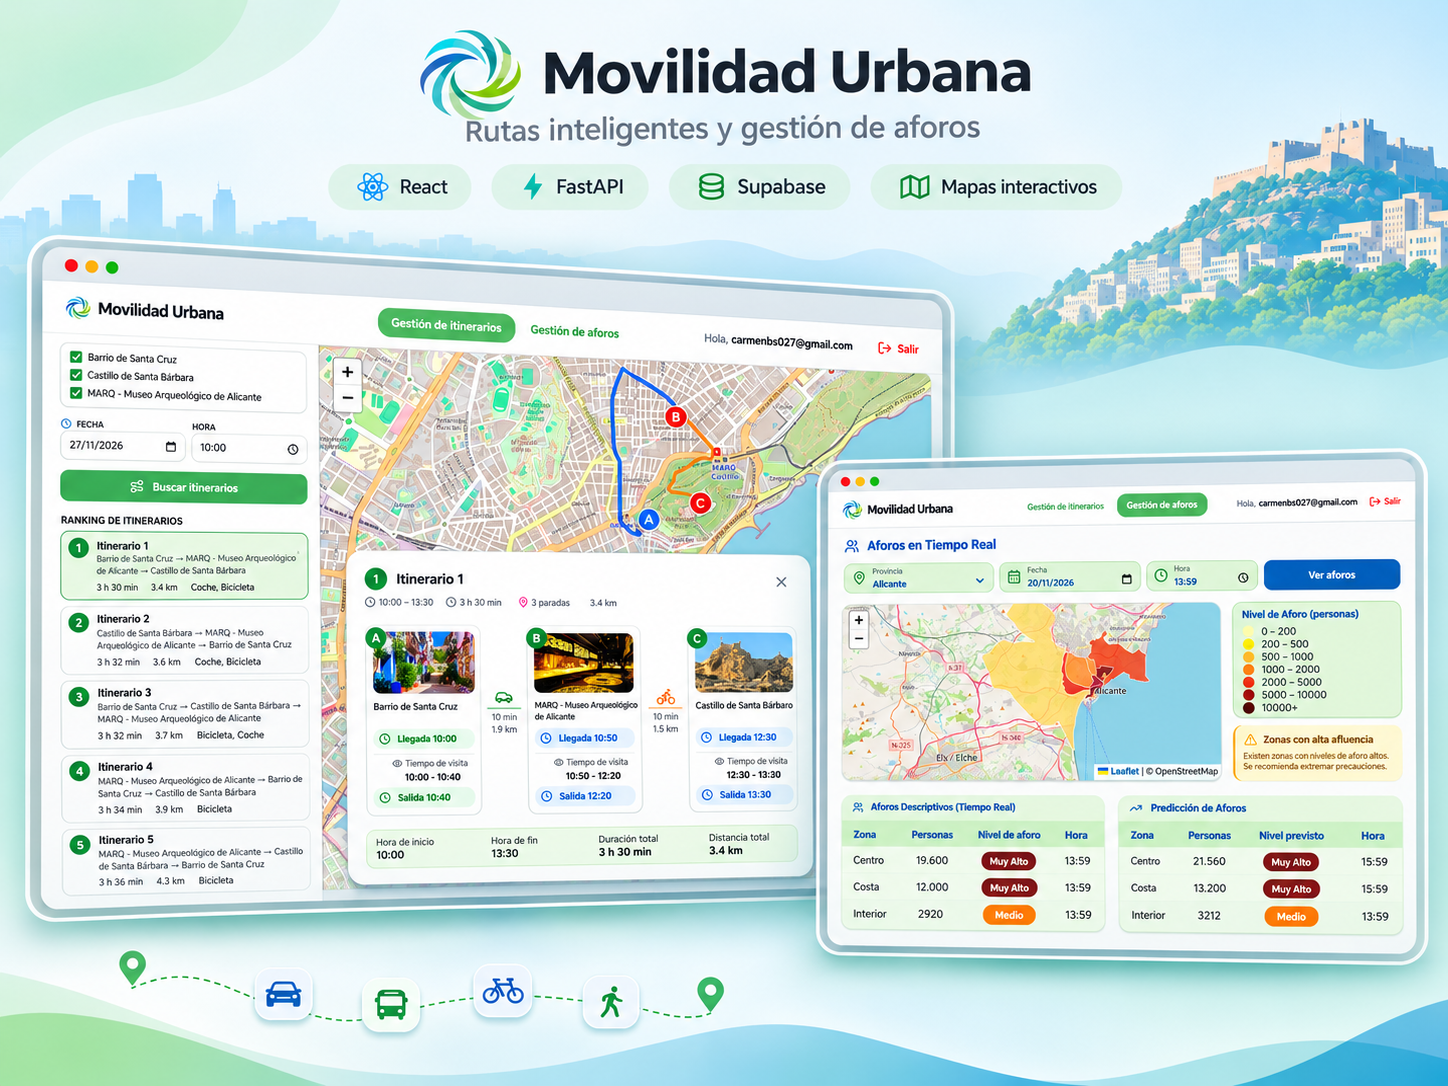 Movilidad Urbana
Rutas inteligentes y gestión de aforos
React
FastAPI
Supabase
Mapas interactivos
Movilidad Urbana
Gestión de itinerarios
Gestión de aforos
Hola, carmenbs027@gmail.com
Salir
Barrio de Santa Cruz
Castillo de Santa Bárbara
MARQ - Museo Arqueológico de Alicante
FECHA
HORA
27/11/2026
10:00
Buscar itinerarios
RANKING DE ITINERARIOS
1
Itinerario 1
Barrio de Santa Cruz → MARQ - Museo Arqueológico
de Alicante → Castillo de Santa Bárbara
3 h 30 min 3.4 km Coche, Bicicleta
2
Itinerario 2
Castillo de Santa Bárbara → MARQ - Museo
Arqueológico de Alicante → Barrio de Santa Cruz
3 h 32 min 3.6 km Coche, Bicicleta
3
Itinerario 3
Barrio de Santa Cruz → Castillo de Santa Bárbara →
MARQ - Museo Arqueológico de Alicante
3 h 32 min 3.7 km Bicicleta, Coche
4
Itinerario 4
MARQ - Museo Arqueológico de Alicante → Barrio de
Santa Cruz → Castillo de Santa Bárbara
3 h 34 min 3.9 km Bicicleta
5
Itinerario 5
MARQ - Museo Arqueológico de Alicante → Castillo
de Santa Bárbara → Barrio de Santa Cruz
3 h 36 min 4.3 km Bicicleta
+
−
B
MARQ
C
A
1 Itinerario 1
10:00 – 13:30 3 h 30 min 3 paradas 3.4 km
A
Barrio de Santa Cruz
Llegada 10:00
Tiempo de visita
10:00 - 10:40
Salida 10:40
10 min
1.9 km
B
MARQ - Museo Arqueológico
de Alicante
Llegada 10:50
Tiempo de visita
10:50 - 12:20
Salida 12:20
10 min
1.5 km
C
Castillo de Santa Bárbaro
Llegada 12:30
Tiempo de visita
12:30 - 13:30
Salida 13:30
Hora de inicio
10:00
Hora de fin
13:30
Duración total
3 h 30 min
Distancia total
3.4 km
Movilidad Urbana
Gestión de itinerarios
Gestión de aforos
Hola, carmenbs027@gmail.com
Salir
Aforos en Tiempo Real
Provincia
Alicante
Fecha
20/11/2026
Hora
13:59
Ver aforos
+
−
Alicante
Elx / Elche
Leaflet | © OpenStreetMap
Nivel de Aforo (personas)
0 – 200
200 – 500
500 – 1000
1000 – 2000
2000 – 5000
5000 – 10000
10000+
Zonas con alta afluencia
Existen zonas con niveles de aforo altos.
Se recomienda extremar precauciones.
Aforos Descriptivos (Tiempo Real)
Zona Personas Nivel de aforo Hora
Centro 19.600 Muy Alto 13:59
Costa 12.000 Muy Alto 13:59
Interior 2920 Medio 13:59
Predicción de Aforos
Zona Personas Nivel previsto Hora
Centro 21.560 Muy Alto 15:59
Costa 13.200 Muy Alto 15:59
Interior 3212 Medio 13:59